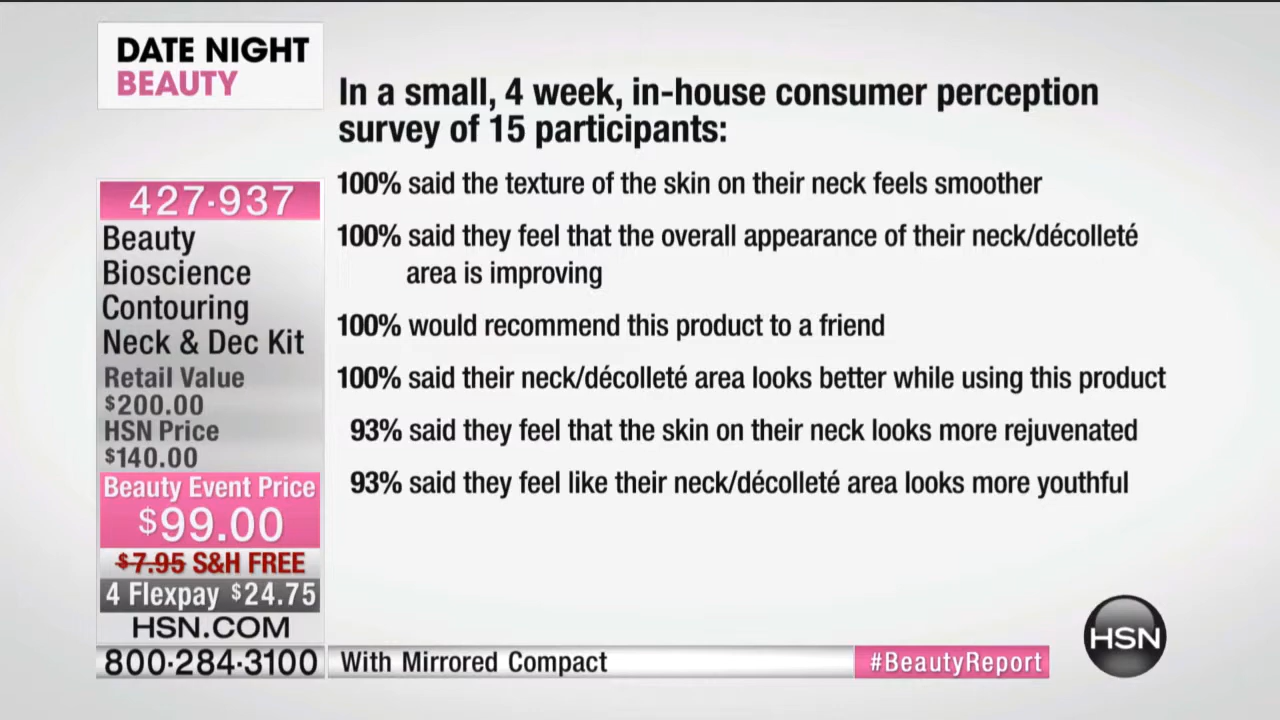 DATE NIGHT
BEAUTY
In a small, 4 week, in-house consumer perception
survey of 15 participants:
100% said the texture of the skin on their neck feels smoother
100% said they feel that the overall appearance of their neck/décolleté
area is improving
100% would recommend this product to a friend
100% said their neck/décolleté area looks better while using this product
93% said they feel that the skin on their neck looks more rejuvenated
93% said they feel like their neck/décolleté area looks more youthful
427·937
Beauty
Bioscience
Contouring
Neck & Dec Kit
Retail Value
$200.00
HSN Price
$140.00
Beauty Event Price
$99.00
$7.95 S&H FREE
4 Flexpay $24.75
HSN.COM
800·284·3100
With Mirrored Compact
#BeautyReport
HSN